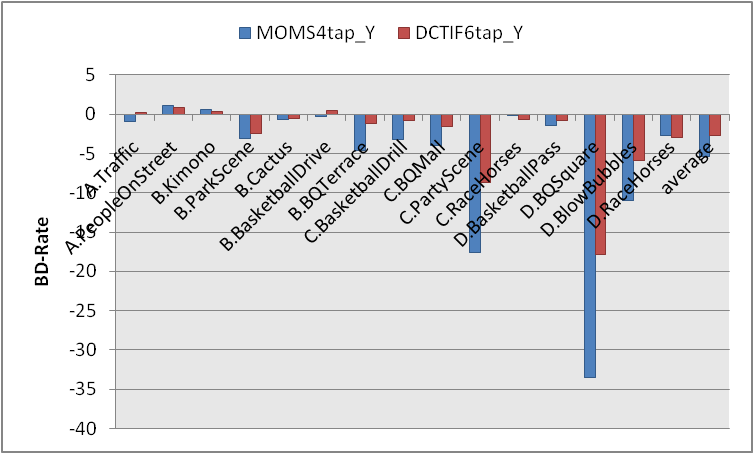 MOMS4tap_Y DCTIF6tap_Y
5
0
-5
-10
-15
-20
-25
-30
-35
-40
BD-Rate
A.Traffic
A.PeopleOnStreet
B.Kimono
B.ParkScene
B.Cactus
B.BasketballDrive
B.BQTerrace
C.BasketballDrill
C.BQMall
C.PartyScene
C.RaceHorses
D.BasketballPass
D.BQSquare
D.BlowBubbles
D.RaceHorses
average